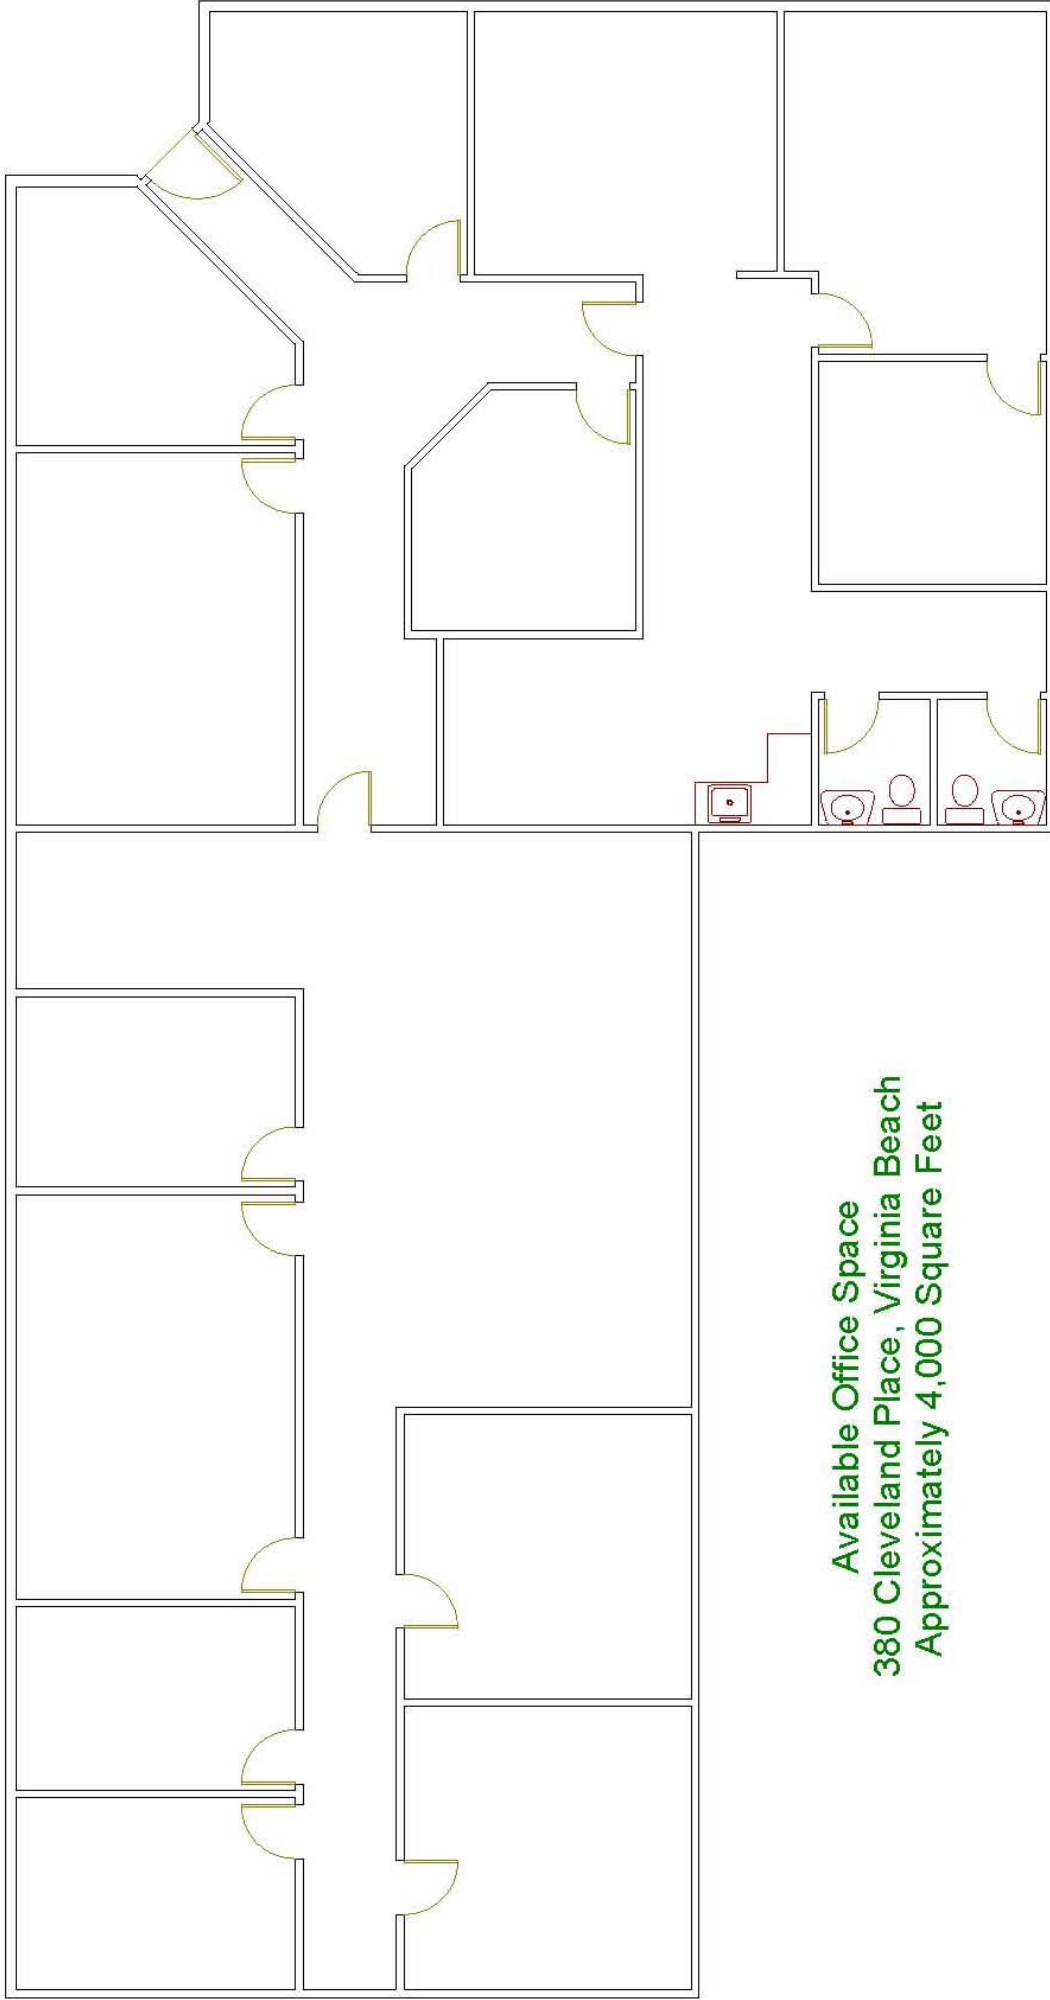 Available Office Space
380 Cleveland Place, Virginia Beach
Approximately 4,000 Square Feet